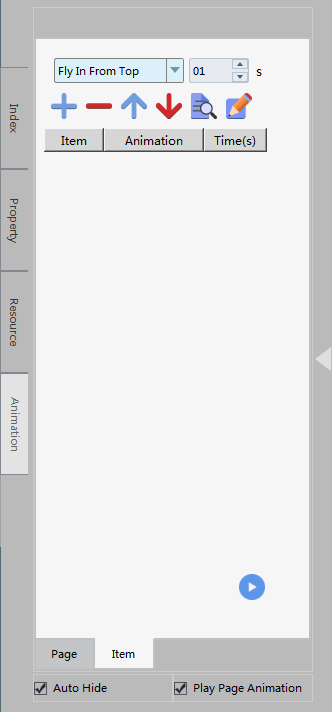 Fly In From Top 01 s
Item Animation Time(s)
Index
Property
Resource
Animation
Page Item
Auto Hide Play Page Animation